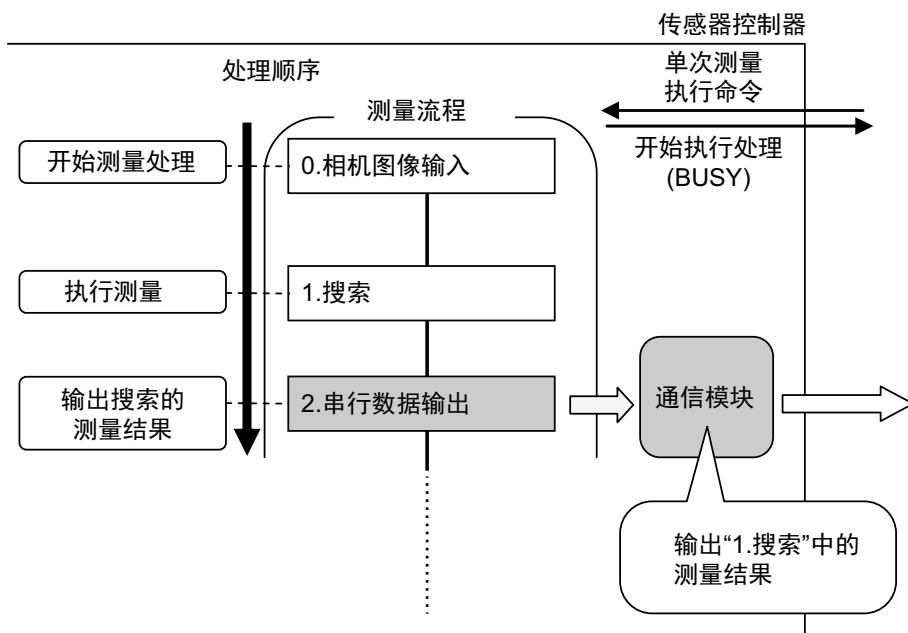 传感器控制器
处理顺序
单次测量
执行命令
测量流程
开始执行处理
(BUSY)
开始测量处理
0.相机图像输入
执行测量
1.搜索
输出搜索的
测量结果
2.串行数据输出
通信模块
输出“1.搜索”中的
测量结果